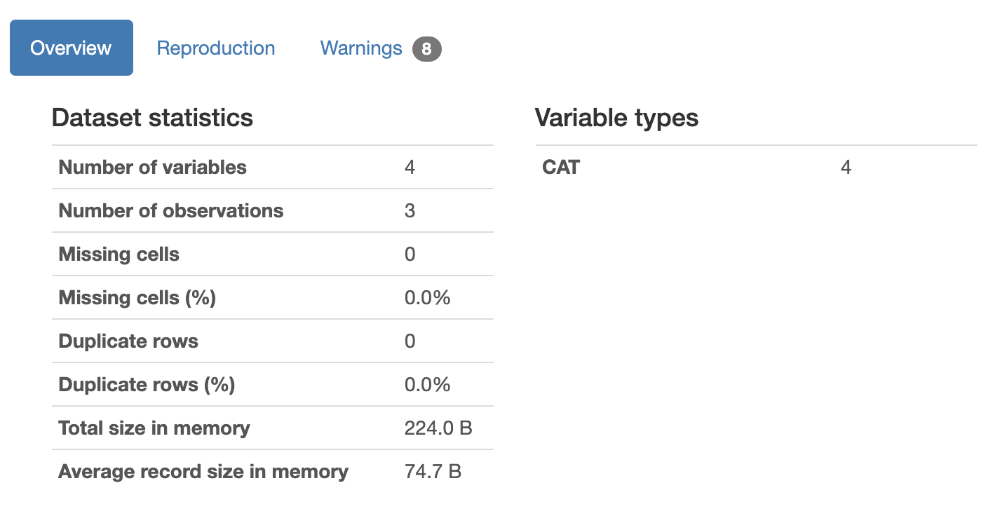 Overview Reproduction Warnings 8
Dataset statistics
Number of variables 4
Number of observations 3
Missing cells 0
Missing cells (%) 0.0%
Duplicate rows 0
Duplicate rows (%) 0.0%
Total size in memory 224.0 B
Average record size in memory 74.7 B
Variable types
CAT 4